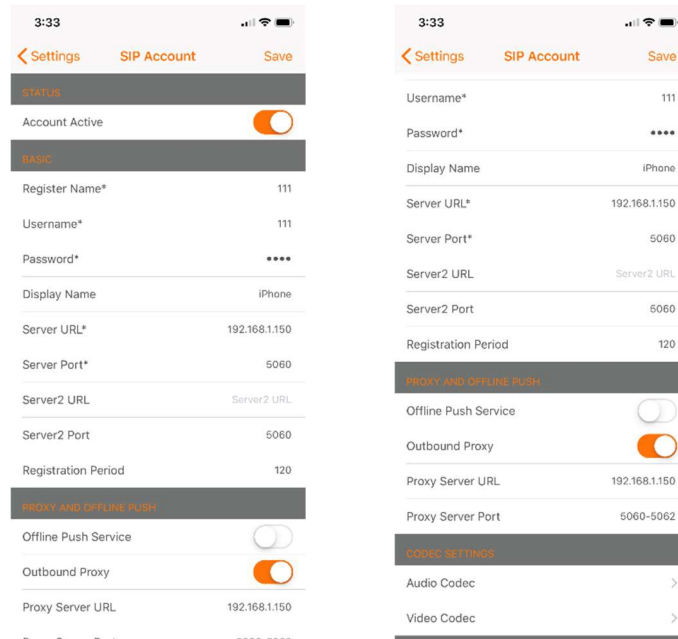 3:33
Settings SIP Account Save
STATUS
Account Active
BASIC
Register Name* 111
Username* 111
Password* ••••
Display Name iPhone
Server URL* 192.168.1.150
Server Port* 5060
Server2 URL Server2 URL
Server2 Port 5060
Registration Period 120
PROXY AND OFFLINE PUSH
Offline Push Service
Outbound Proxy
Proxy Server URL 192.168.1.150
3:33
Settings SIP Account Save
Username* 111
Password* ••••
Display Name iPhone
Server URL* 192.168.1.150
Server Port* 5060
Server2 URL Server2 URL
Server2 Port 5060
Registration Period 120
PROXY AND OFFLINE PUSH
Offline Push Service
Outbound Proxy
Proxy Server URL 192.168.1.150
Proxy Server Port 5060-5062
CODEC SETTINGS
Audio Codec
Video Codec